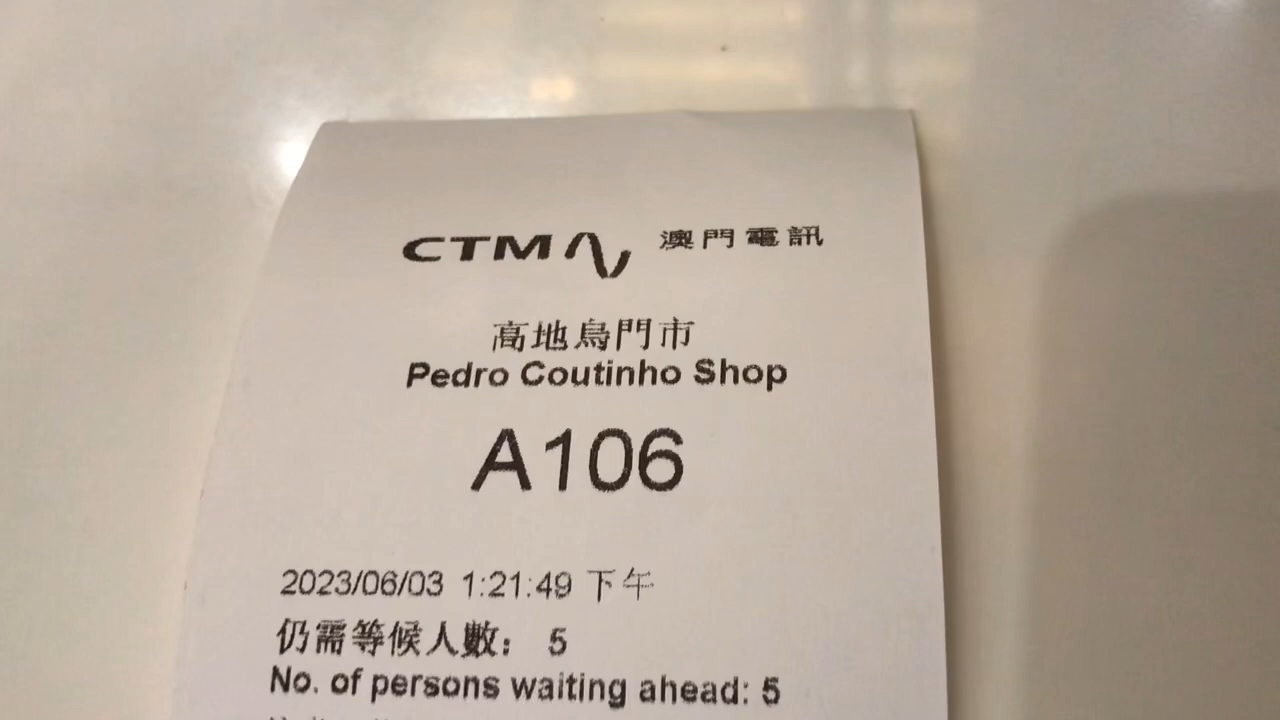 CTM 澳門電訊
高地烏門市
Pedro Coutinho Shop
A106
2023/06/03 1:21:49 下午
仍需等候人數： 5
No. of persons waiting ahead: 5